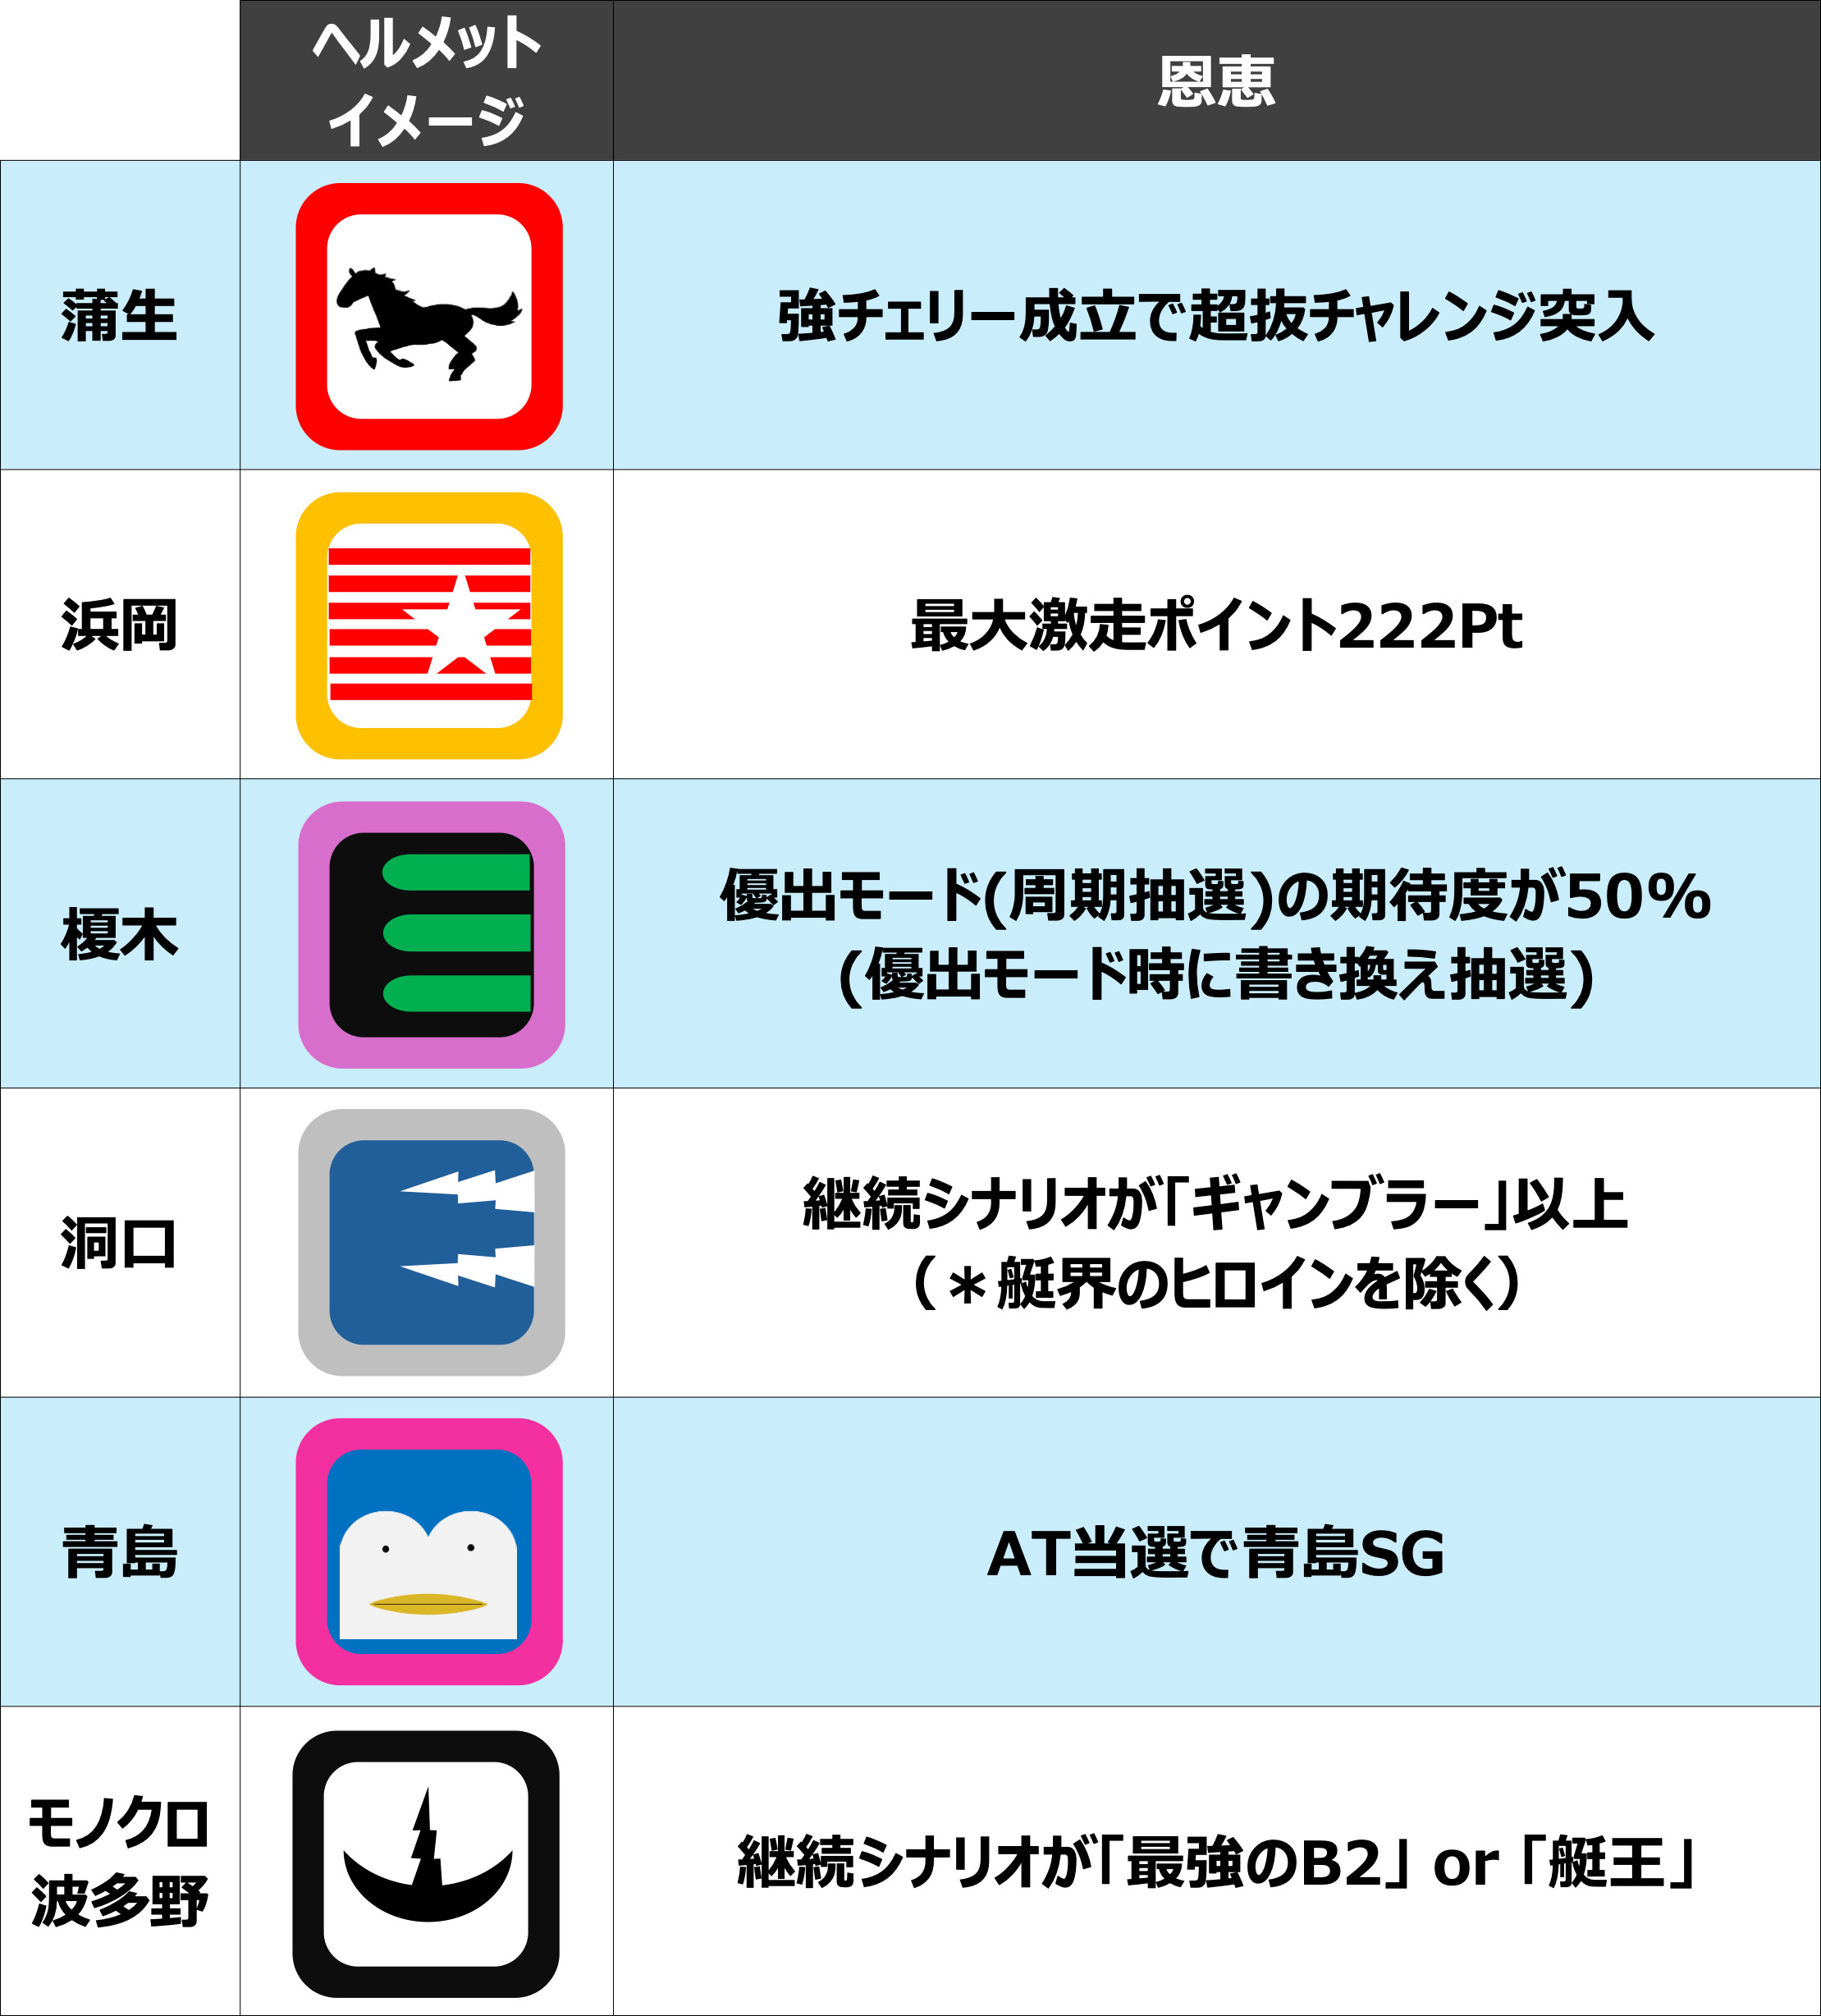 ヘルメット
イメージ
恩恵
蒲生
強チェリー成立で超抜チャレンジ突入
浜岡
最大激走ポイント222Pt
榎木
優出モード(同期抽選)の期待度が50%
(優出モード時に書き換え抽選)
洞口
継続シナリオが「ギャンブラー」以上
（*艇界のヒロインを除く）
青島
AT当選で青島SG
モノクロ
波多野
継続シナリオが「最強のB2」 or 「艇王」